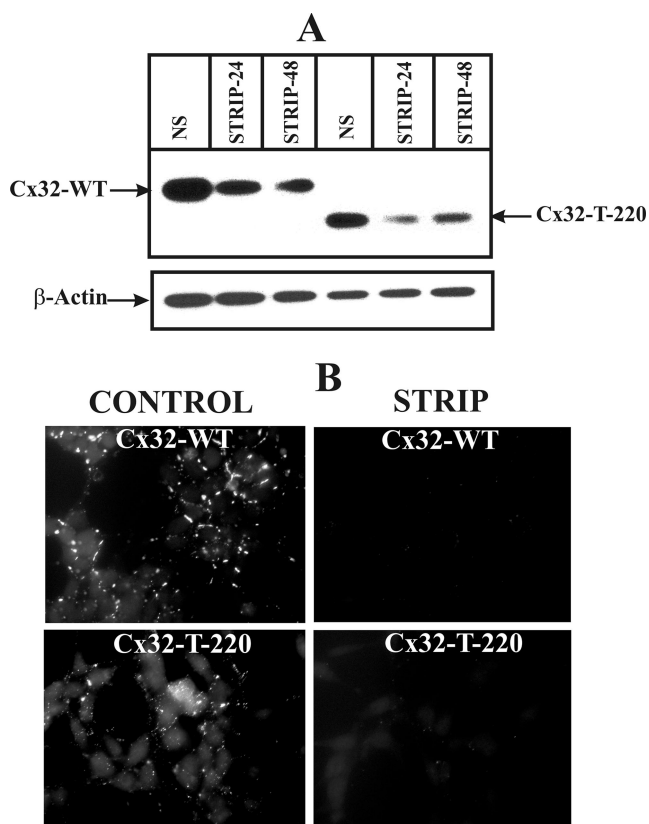 A
NS STRIP-24 STRIP-48 NS STRIP-24 STRIP-48
Cx32-WT
Cx32-T-220
β-Actin
B
CONTROL STRIP
Cx32-WT Cx32-WT
Cx32-T-220 Cx32-T-220